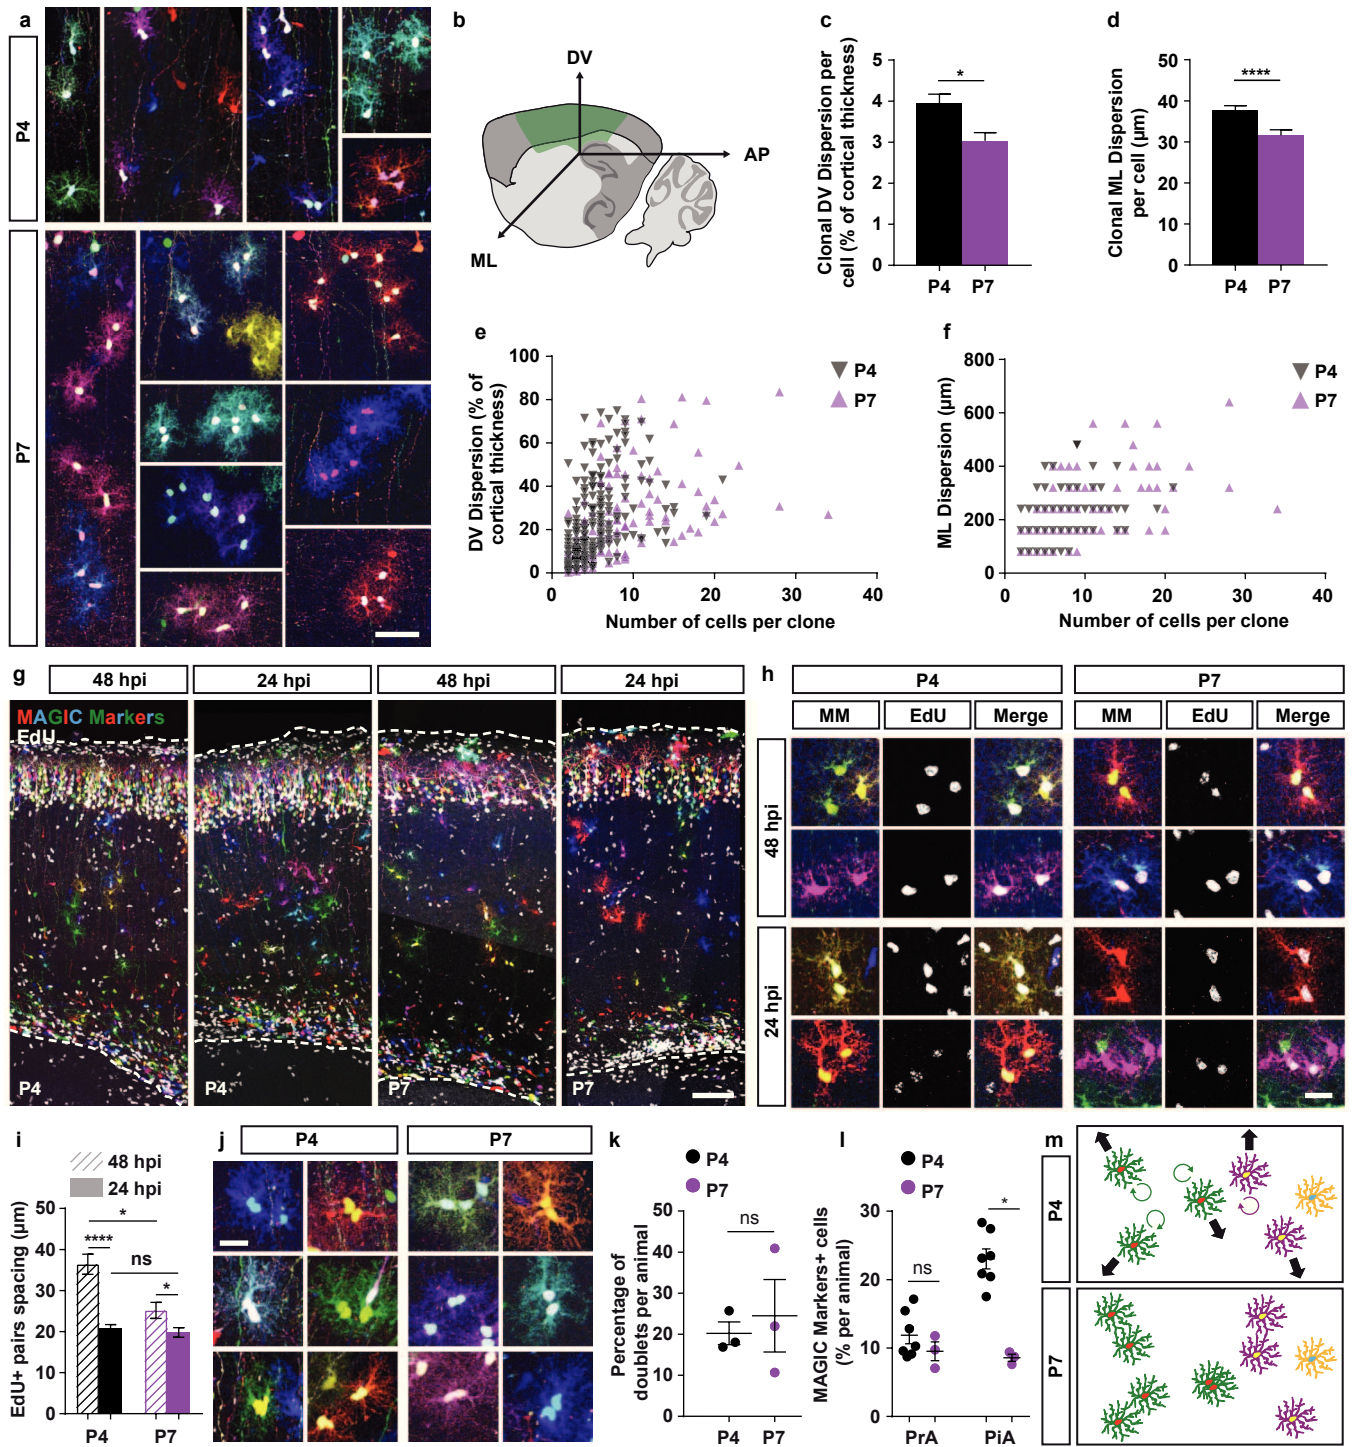 a
P4
P7
b
DV
AP
ML
c
Clonal DV Dispersion per
cell (% of cortical thickness)
5
4
3
2
1
0
*
P4 P7
d
Clonal ML Dispersion
per cell (µm)
50
40
30
20
10
0
****
P4 P7
e
DV Dispersion (% of
cortical thickness)
100
80
60
40
20
0
P4
P7
0 10 20 30 40
Number of cells per clone
f
ML Dispersion (µm)
800
600
400
200
0
P4
P7
0 10 20 30 40
Number of cells per clone
g
48 hpi 24 hpi 48 hpi 24 hpi
MAGIC Markers
EdU
P4 P4 P7 P7
h
P4 P7
MM EdU Merge MM EdU Merge
48 hpi
24 hpi
i
48 hpi
24 hpi
EdU+ pairs spacing (µm)
50
40
30
20
10
0
*
****
ns
*
P4 P7
j
P4 P7
k
P4
P7
Percentage of
doublets per animal
50
40
30
20
10
0
ns
P4 P7
l
P4
P7
MAGIC Markers+ cells
(% per animal)
30
20
10
0
ns
*
PrA PiA
m
P4
P7